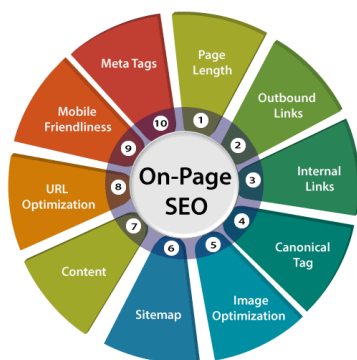 On-Page
SEO
1
Page
Length
2
Outbound
Links
3
Internal
Links
4
Canonical
Tag
5
Image
Optimization
6
Sitemap
7
Content
8
URL
Optimization
9
Mobile
Friendliness
10
Meta Tags